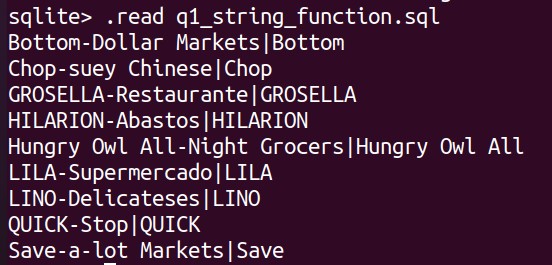 sqlite> .read q1_string_function.sql
Bottom-Dollar Markets|Bottom
Chop-suey Chinese|Chop
GROSELLA-Restaurante|GROSELLA
HILARION-Abastos|HILARION
Hungry Owl All-Night Grocers|Hungry Owl All
LILA-Supermercado|LILA
LINO-Delicateses|LINO
QUICK-Stop|QUICK
Save-a-lot Markets|Save